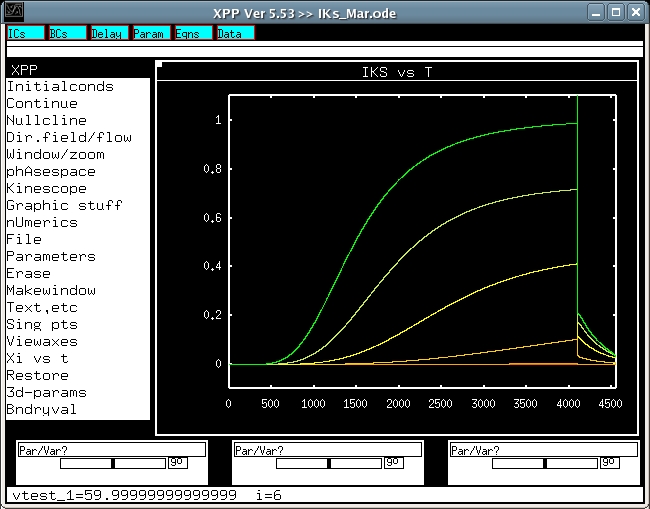 XPP Ver 5.53 >> IKs_Mar.ode
ICs BCs Delay Param Eqns Data
XPP
Initialconds
Continue
Nullcline
Dir.field/flow
Window/zoom
phAsespace
Kinescope
Graphic stuff
nUmerics
File
Parameters
Erase
Makewindow
Text,etc
Sing pts
Viewaxes
Xi vs t
Restore
3d-params
Bndryval
IKS vs T
1
0.8
0.6
0.4
0.2
0
0 500 1000 1500 2000 2500 3000 3500 4000 4500
Par/Var? Par/Var? Par/Var?
go go go
vtest_1=59.99999999999999 i=6